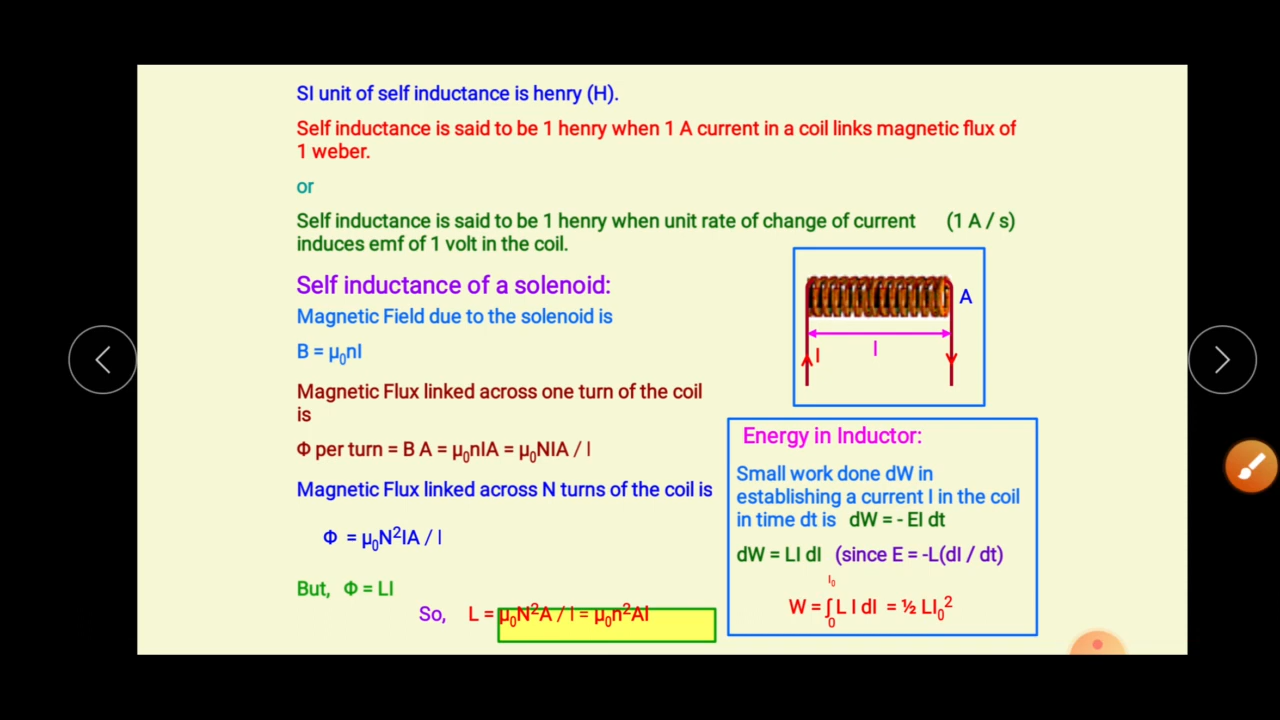 SI unit of self inductance is henry (H).
Self inductance is said to be 1 henry when 1 A current in a coil links magnetic flux of
1 weber.
or
Self inductance is said to be 1 henry when unit rate of change of current (1 A / s)
induces emf of 1 volt in the coil.
Self inductance of a solenoid:
Magnetic Field due to the solenoid is
B = μ₀nI
Magnetic Flux linked across one turn of the coil
is
Φ per turn = B A = μ₀nIA = μ₀NIA / l
Magnetic Flux linked across N turns of the coil is
Φ = μ₀N²IA / l
But, Φ = LI
So, L = μ₀N²A / l = μ₀n²Al
A
l
I
Energy in Inductor:
Small work done dW in
establishing a current I in the coil
in time dt is dW = - EI dt
dW = LI dI (since E = -L(dI / dt)
I₀
W = ∫ L I dI = ½ LI₀²
0